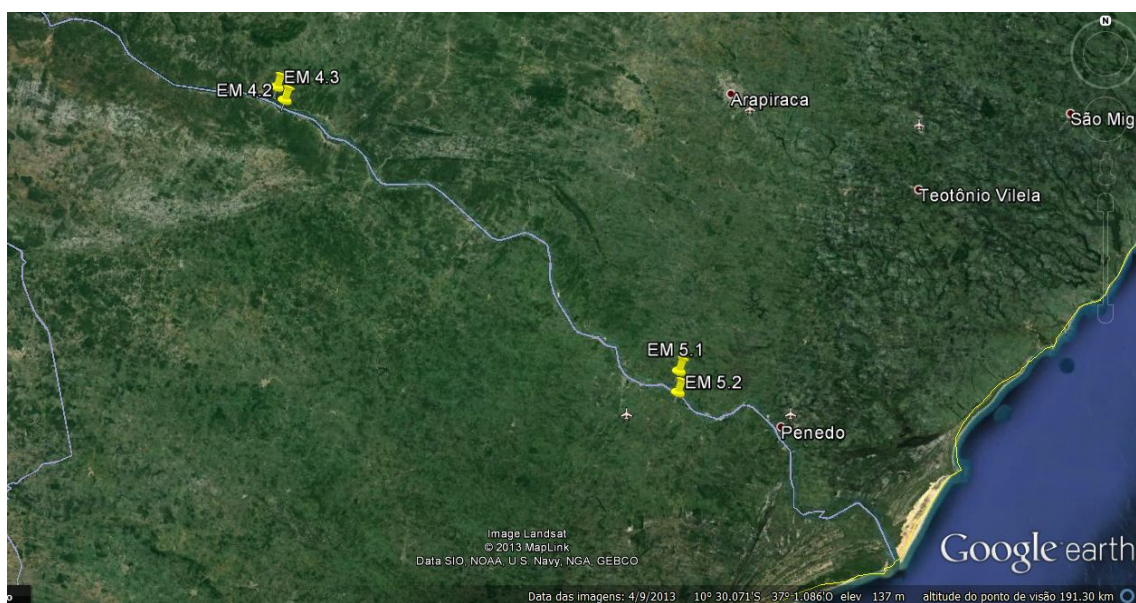 N
EM 4.3
EM 4.2
Arapiraca
São Mig
Teotônio Vilela
EM 5.1
EM 5.2
Penedo
Image Landsat
© 2013 MapLink
Data SIO, NOAA, U.S. Navy, NGA, GEBCO
Google earth
Data das imagens: 4/9/2013 10° 30.071'S 37° 1.086'O elev 137 m altitude do ponto de visão 191.30 km